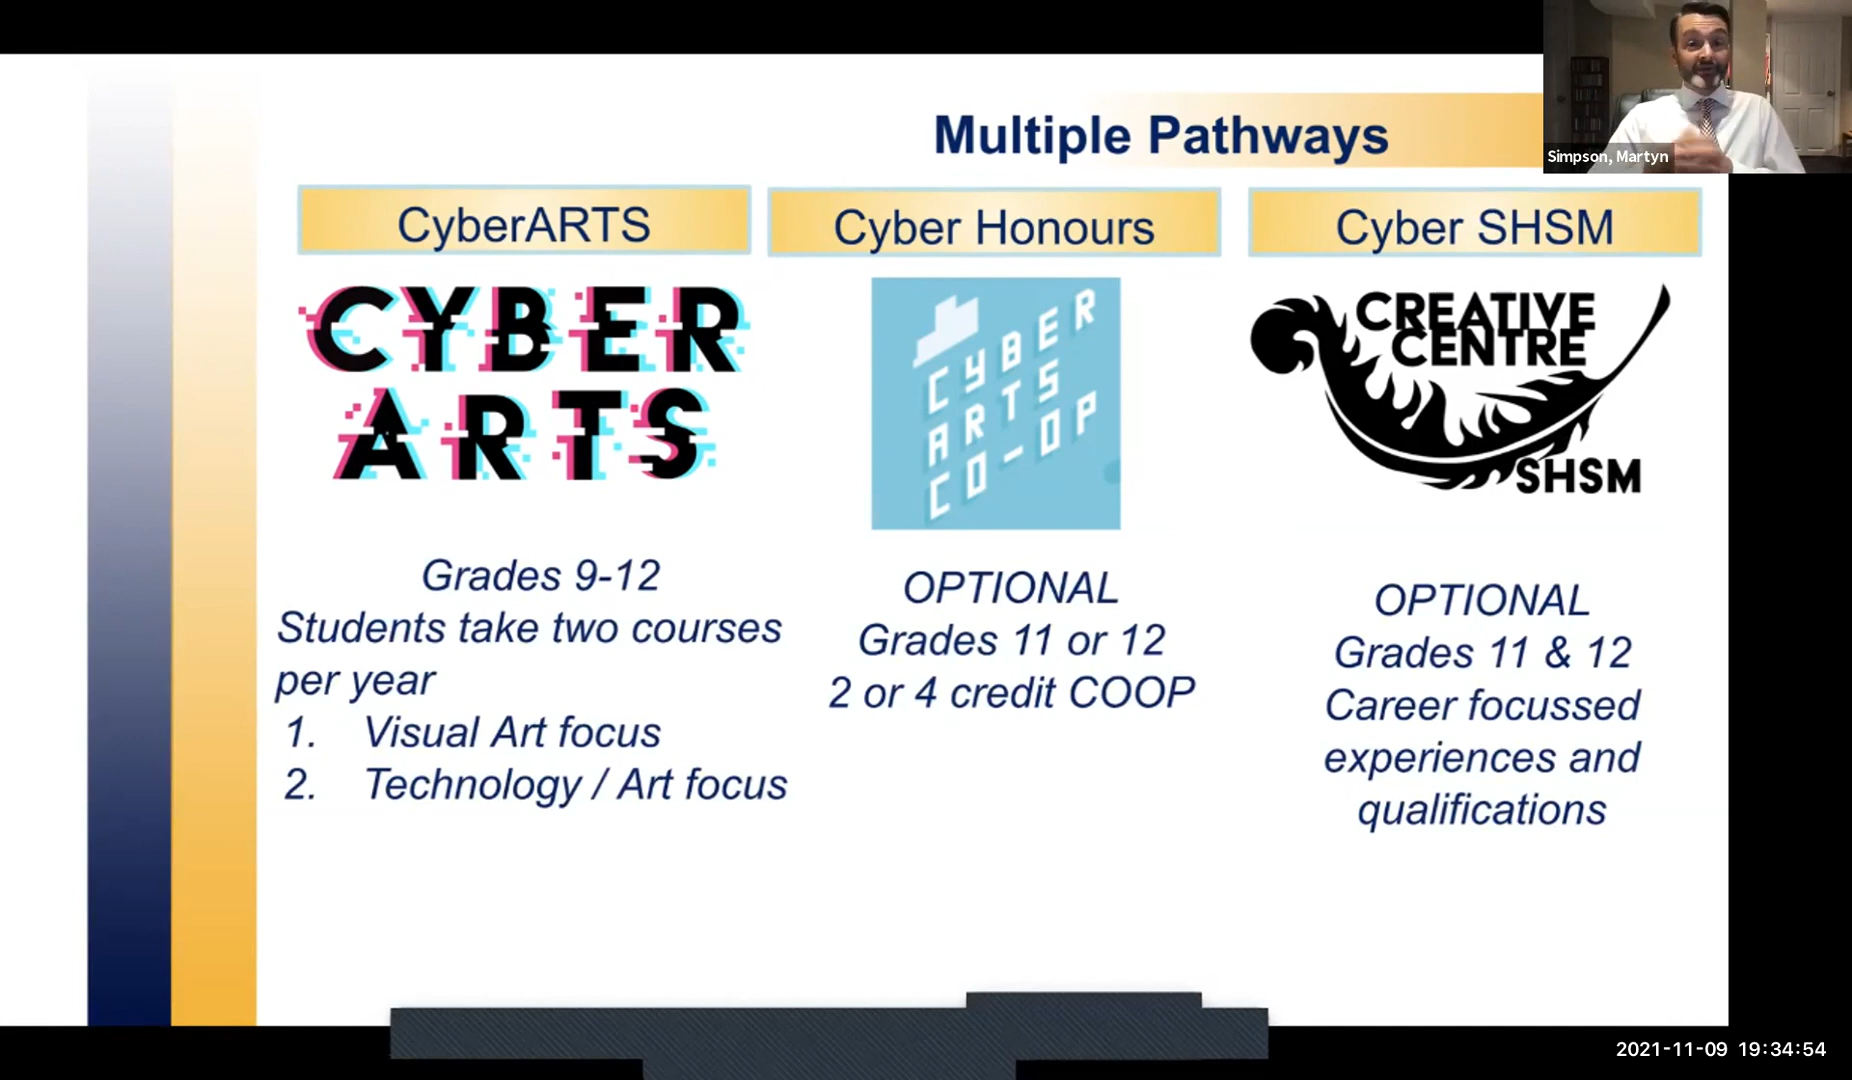 Multiple Pathways
Simpson, Martyn
CyberARTS
CYBER
ARTS
Grades 9-12
Students take two courses
per year
1. Visual Art focus
2. Technology / Art focus
Cyber Honours
CYBER
ARTS
CO-OP
OPTIONAL
Grades 11 or 12
2 or 4 credit COOP
Cyber SHSM
CREATIVE
CENTRE
SHSM
OPTIONAL
Grades 11 & 12
Career focussed
experiences and
qualifications
2021-11-09 19:34:54